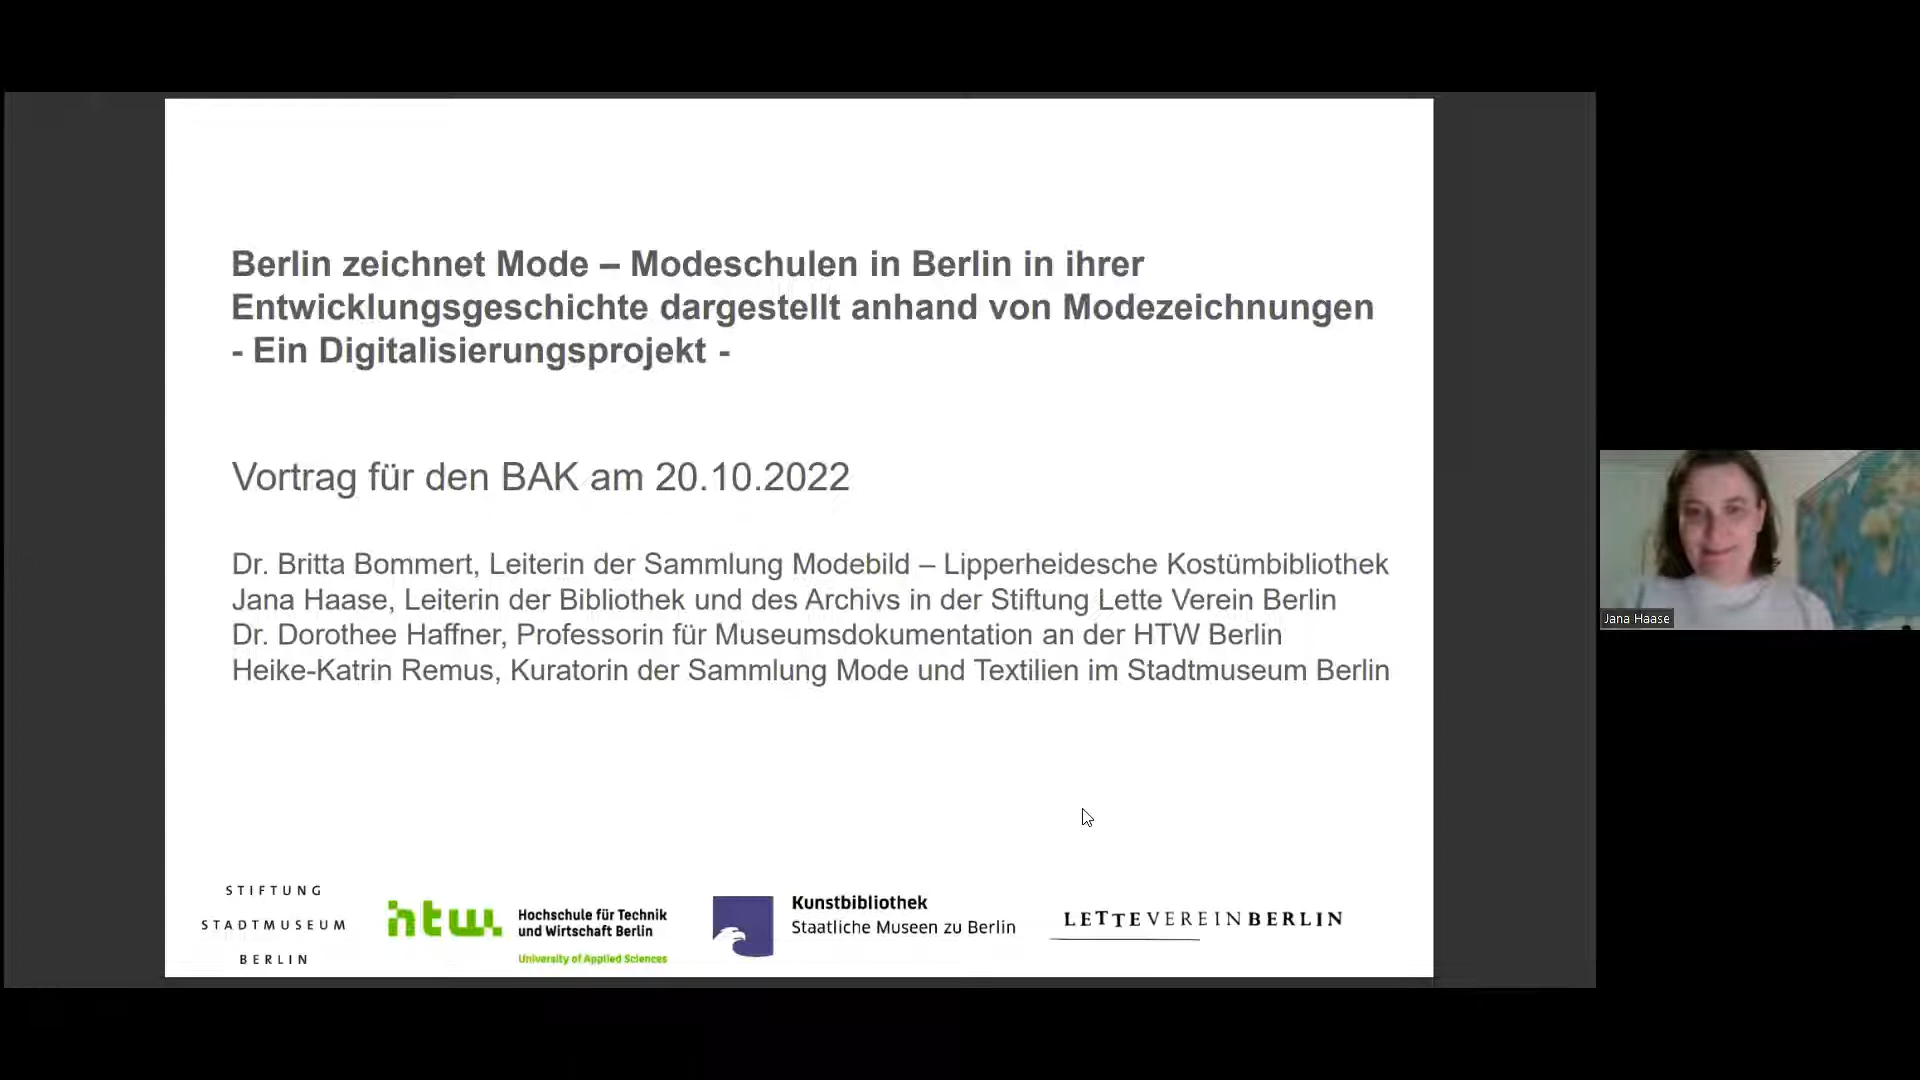 Berlin zeichnet Mode – Modeschulen in Berlin in ihrer
Entwicklungsgeschichte dargestellt anhand von Modezeichnungen
- Ein Digitalisierungsprojekt -
Vortrag für den BAK am 20.10.2022
Dr. Britta Bommert, Leiterin der Sammlung Modebild – Lipperheidesche Kostümbibliothek
Jana Haase, Leiterin der Bibliothek und des Archivs in der Stiftung Lette Verein Berlin
Dr. Dorothee Haffner, Professorin für Museumsdokumentation an der HTW Berlin
Heike-Katrin Remus, Kuratorin der Sammlung Mode und Textilien im Stadtmuseum Berlin
Jana Haase
STIFTUNG
STADTMUSEUM
BERLIN
htw.
Hochschule für Technik
und Wirtschaft Berlin
University of Applied Sciences
Kunstbibliothek
Staatliche Museen zu Berlin
LETTEVEREINBERLIN